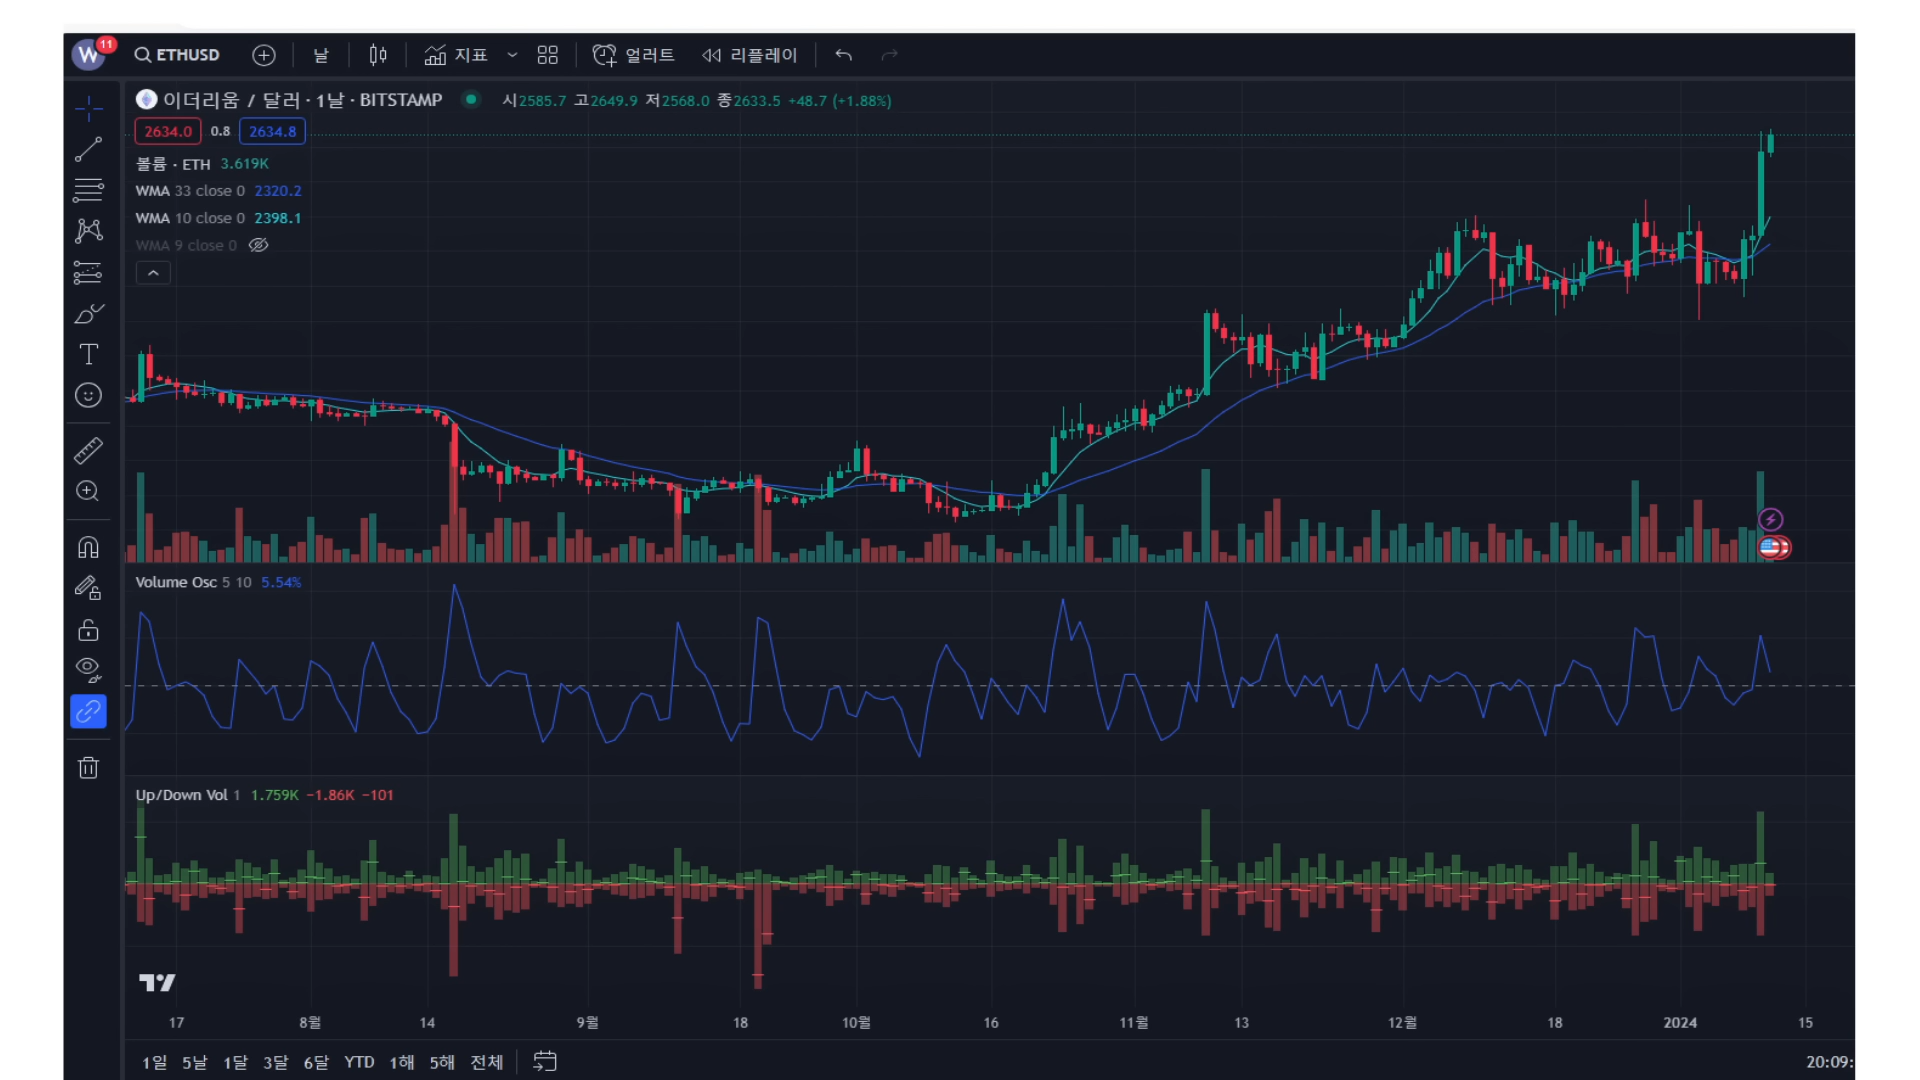 W 11 ETHUSD 날 지표 얼러트 리플레이
이더리움 / 달러 · 1날 · BITSTAMP 시2585.7 고2649.9 저2568.0 종2633.5 +48.7 (+1.88%)
2634.0 0.8 2634.8
볼륨 · ETH 3.619K
WMA 33 close 0 2320.2
WMA 10 close 0 2398.1
WMA 9 close 0
Volume Osc 5 10 5.54%
Up/Down Vol 1 1.759K −1.86K −101
17 8월 14 9월 18 10월 16 11월 13 12월 18 2024 15
1일 5날 1달 3달 6달 YTD 1해 5해 전체 20:09: